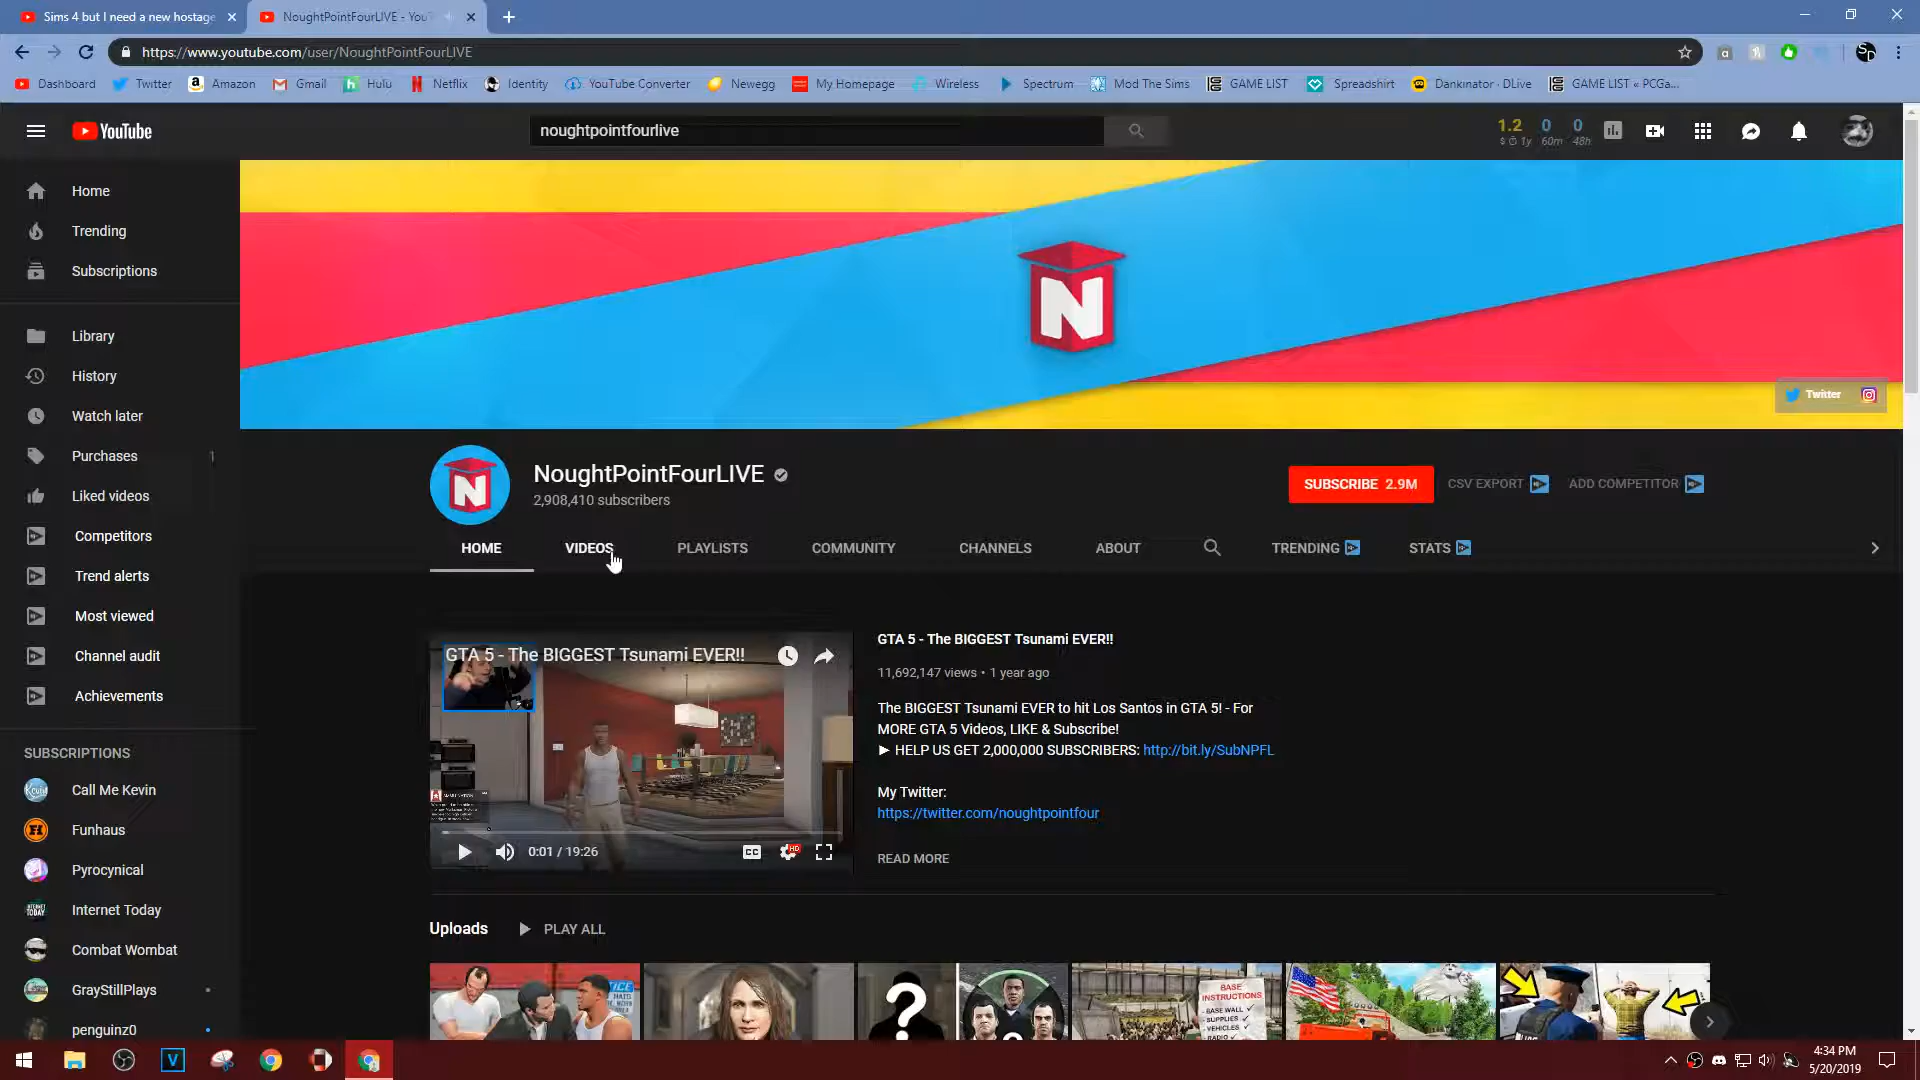 Sims 4 but I need a new hostage
NoughtPointFourLIVE - YouT
https://www.youtube.com/user/NoughtPointFourLIVE
Dashboard Twitter Amazon Gmail Hulu Netflix Identity YouTube Converter Newegg My Homepage Wireless Spectrum Mod The Sims GAME LIST Spreadshirt Dankinator · DLive GAME LIST « PCGa...
YouTube
noughtpointfourlive
1.2 0 0
$ 1y 60m 48h
Home
Trending
Subscriptions
Library
History
Watch later
Purchases 1
Liked videos
Competitors
Trend alerts
Most viewed
Channel audit
Achievements
SUBSCRIPTIONS
Call Me Kevin
Funhaus
Pyrocynical
Internet Today
Combat Wombat
GrayStillPlays
penguinz0
N
Twitter
N
NoughtPointFourLIVE
2,908,410 subscribers
SUBSCRIBE 2.9M
CSV EXPORT
ADD COMPETITOR
HOME VIDEOS PLAYLISTS COMMUNITY CHANNELS ABOUT TRENDING STATS
GTA 5 - The BIGGEST Tsunami EVER!!
0:01 / 19:26
CC
HD
GTA 5 - The BIGGEST Tsunami EVER!!
11,692,147 views • 1 year ago
The BIGGEST Tsunami EVER to hit Los Santos in GTA 5! - For
MORE GTA 5 Videos, LIKE & Subscribe!
► HELP US GET 2,000,000 SUBSCRIBERS: http://bit.ly/SubNPFL
My Twitter:
https://twitter.com/noughtpointfour
READ MORE
Uploads PLAY ALL
?
BASE
INSTRUCTIONS
- BASE WALL ✓
- SUPPLIES ✓
- VEHICLES ✓
4:34 PM
5/20/2019